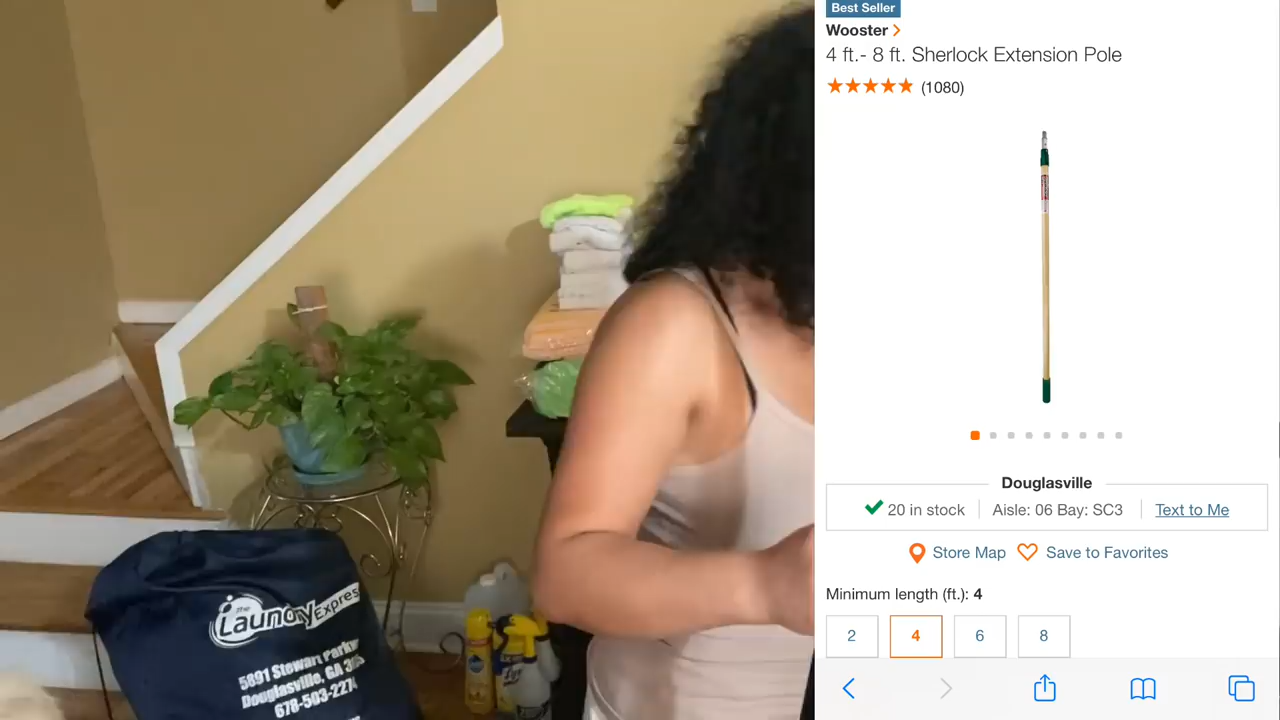 Best Seller
Wooster
4 ft.- 8 ft. Sherlock Extension Pole
(1080)
Douglasville
20 in stock
Aisle: 06 Bay: SC3
Text to Me
Store Map
Save to Favorites
Minimum length (ft.): 4
2
4
6
8
the
Laundry Express
5891 Stewart Parkway
Douglasville, GA
678-503-227